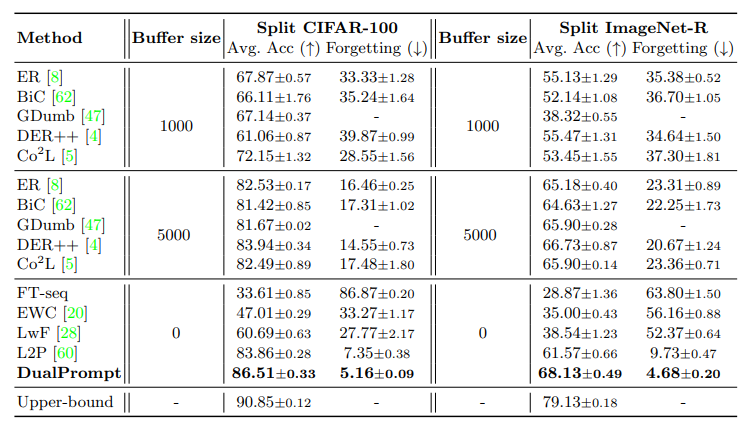 Method Buffer size Split CIFAR-100 Buffer size Split ImageNet-R
Avg. Acc (↑) Forgetting (↓) Avg. Acc (↑) Forgetting (↓)
ER [8] 67.87±0.57 33.33±1.28 55.13±1.29 35.38±0.52
BiC [62] 66.11±1.76 35.24±1.64 52.14±1.08 36.70±1.05
GDumb [47] 1000 67.14±0.37 - 1000 38.32±0.55 -
DER++ [4] 61.06±0.87 39.87±0.99 55.47±1.31 34.64±1.50
Co²L [5] 72.15±1.32 28.55±1.56 53.45±1.55 37.30±1.81
ER [8] 82.53±0.17 16.46±0.25 65.18±0.40 23.31±0.89
BiC [62] 81.42±0.85 17.31±1.02 64.63±1.27 22.25±1.73
GDumb [47] 5000 81.67±0.02 - 5000 65.90±0.28 -
DER++ [4] 83.94±0.34 14.55±0.73 66.73±0.87 20.67±1.24
Co²L [5] 82.49±0.89 17.48±1.80 65.90±0.14 23.36±0.71
FT-seq 33.61±0.85 86.87±0.20 28.87±1.36 63.80±1.50
EWC [20] 47.01±0.29 33.27±1.17 35.00±0.43 56.16±0.88
LwF [28] 0 60.69±0.63 27.77±2.17 0 38.54±1.23 52.37±0.64
L2P [60] 83.86±0.28 7.35±0.38 61.57±0.66 9.73±0.47
DualPrompt 86.51±0.33 5.16±0.09 68.13±0.49 4.68±0.20
Upper-bound - 90.85±0.12 - - 79.13±0.18 -